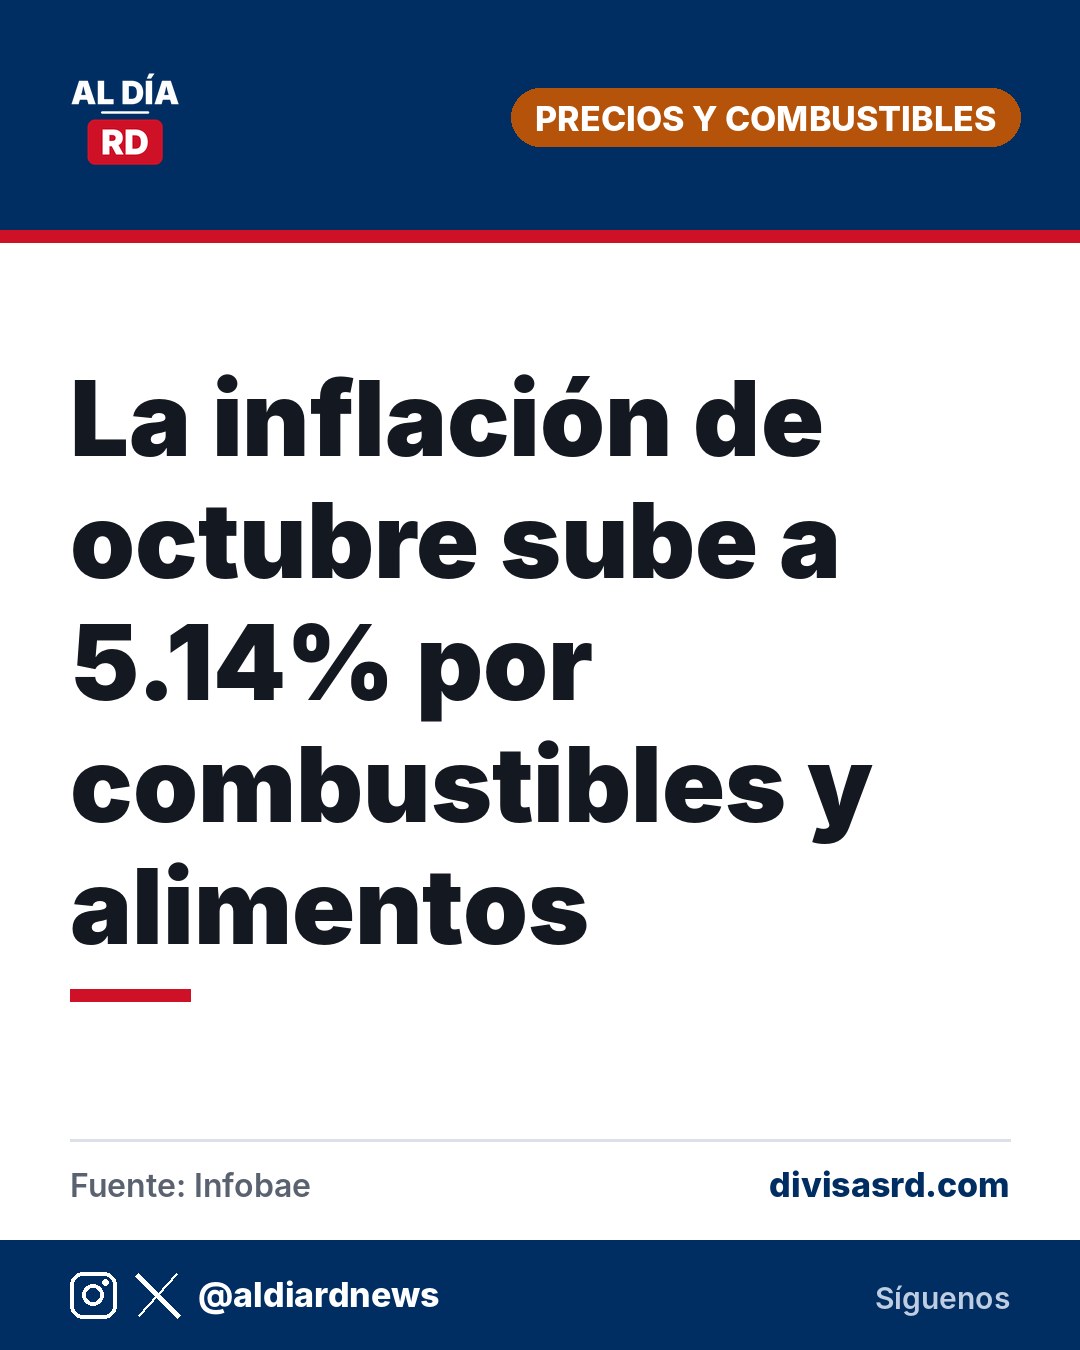 AL DÍA
RD
PRECIOS Y COMBUSTIBLES
La inflación de
octubre sube a
5.14% por
combustibles y
alimentos
Fuente: Infobae
divisasrd.com
@aldiardnews
Síguenos